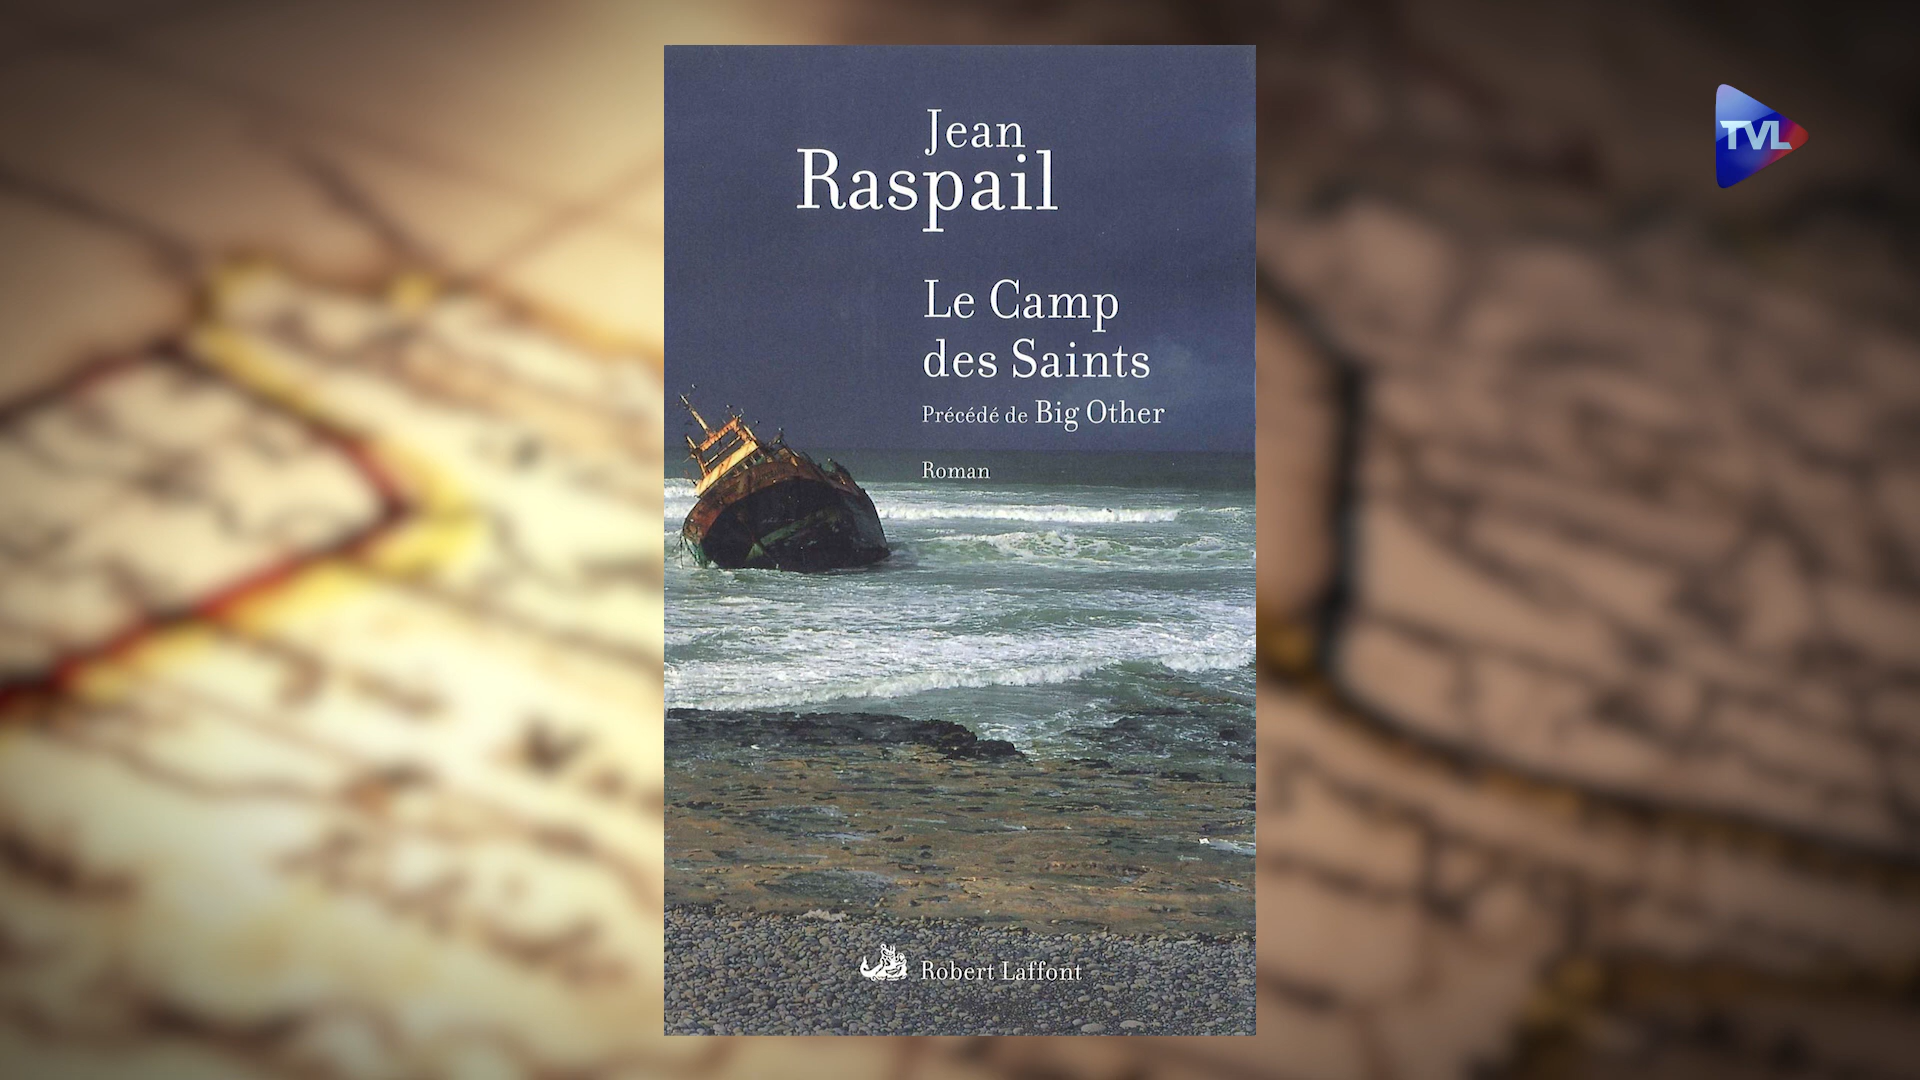 TVL
Jean
Raspail
Le Camp
des Saints
Précédé de Big Other
Roman
Robert Laffont